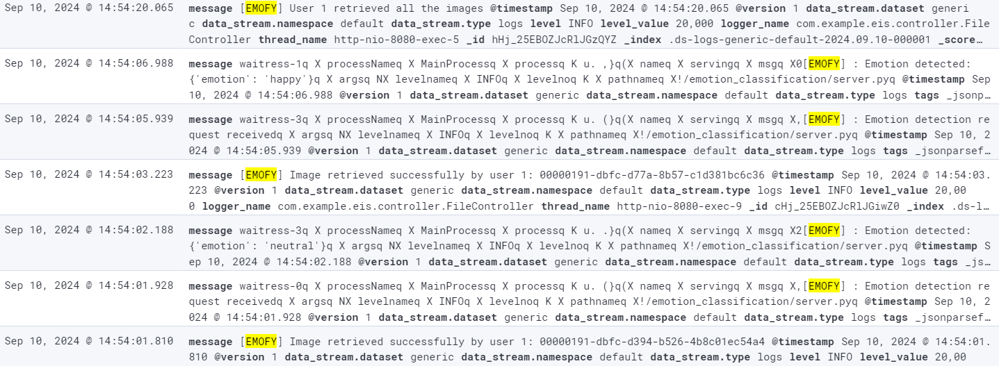 Sep 10, 2024 @ 14:54:20.065 message [EMOFY] User 1 retrieved all the images @timestamp Sep 10, 2024 @ 14:54:20.065 @version 1 data_stream.dataset generi
c data_stream.namespace default data_stream.type logs level INFO level_value 20,000 logger_name com.example.eis.controller.File
Controller thread_name http-nio-8080-exec-5 _id hHj_25EBOZJcRlJGzQYZ _index .ds-logs-generic-default-2024.09.10-000001 _score…
Sep 10, 2024 @ 14:54:06.988 message waitress-1q X processNameq X MainProcessq X processq K u. ,}q(X nameq X servingq X msgq X0[EMOFY] : Emotion detected:
{'emotion': 'happy'}q X argsq NX levelnameq X INFOq X levelnoq K X pathnameq X!/emotion_classification/server.pyq @timestamp Sep
10, 2024 @ 14:54:06.988 @version 1 data_stream.dataset generic data_stream.namespace default data_stream.type logs tags _jsonp…
Sep 10, 2024 @ 14:54:05.939 message waitress-3q X processNameq X MainProcessq X processq K u. (}q(X nameq X servingq X msgq X,[EMOFY] : Emotion detection re
quest receivedq X argsq NX levelnameq X INFOq X levelnoq K X pathnameq X!/emotion_classification/server.pyq @timestamp Sep 10, 2
024 @ 14:54:05.939 @version 1 data_stream.dataset generic data_stream.namespace default data_stream.type logs tags _jsonparsef…
Sep 10, 2024 @ 14:54:03.223 message [EMOFY] Image retrieved successfully by user 1: 00000191-dbfc-d77a-8b57-c1d381bc6c36 @timestamp Sep 10, 2024 @ 14:54:03.
223 @version 1 data_stream.dataset generic data_stream.namespace default data_stream.type logs level INFO level_value 20,00
0 logger_name com.example.eis.controller.FileController thread_name http-nio-8080-exec-9 _id cHj_25EBOZJcRlJGiwZ0 _index .ds-l…
Sep 10, 2024 @ 14:54:02.188 message waitress-3q X processNameq X MainProcessq X processq K u. .}q(X nameq X servingq X msgq X2[EMOFY] : Emotion detected:
{'emotion': 'neutral'}q X argsq NX levelnameq X INFOq X levelnoq K X pathnameq X!/emotion_classification/server.pyq @timestamp S
ep 10, 2024 @ 14:54:02.188 @version 1 data_stream.dataset generic data_stream.namespace default data_stream.type logs tags _js…
Sep 10, 2024 @ 14:54:01.928 message waitress-0q X processNameq X MainProcessq X processq K u. (}q(X nameq X servingq X msgq X,[EMOFY] : Emotion detection re
quest receivedq X argsq NX levelnameq X INFOq X levelnoq K X pathnameq X!/emotion_classification/server.pyq @timestamp Sep 10, 2
024 @ 14:54:01.928 @version 1 data_stream.dataset generic data_stream.namespace default data_stream.type logs tags _jsonparsef…
Sep 10, 2024 @ 14:54:01.810 message [EMOFY] Image retrieved successfully by user 1: 00000191-dbfc-d394-b526-4b8c01ec54a4 @timestamp Sep 10, 2024 @ 14:54:01.
810 @version 1 data_stream.dataset generic data_stream.namespace default data_stream.type logs level INFO level_value 20,00